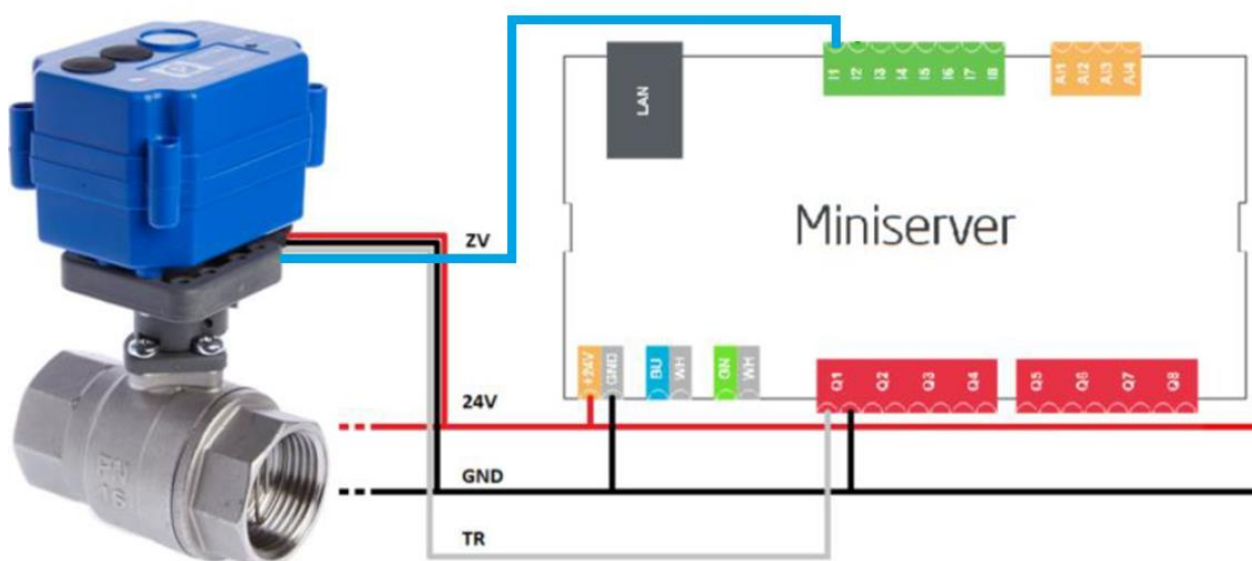 I1 I2 I3 I4 I5 I6 I7 I8
AI1 AI2 AI3 AI4
LAN
Miniserver
ZV
+24V GND BU WH GN WH
Q1 Q2 Q3 Q4 Q5 Q6 Q7 Q8
24V
GND
TR